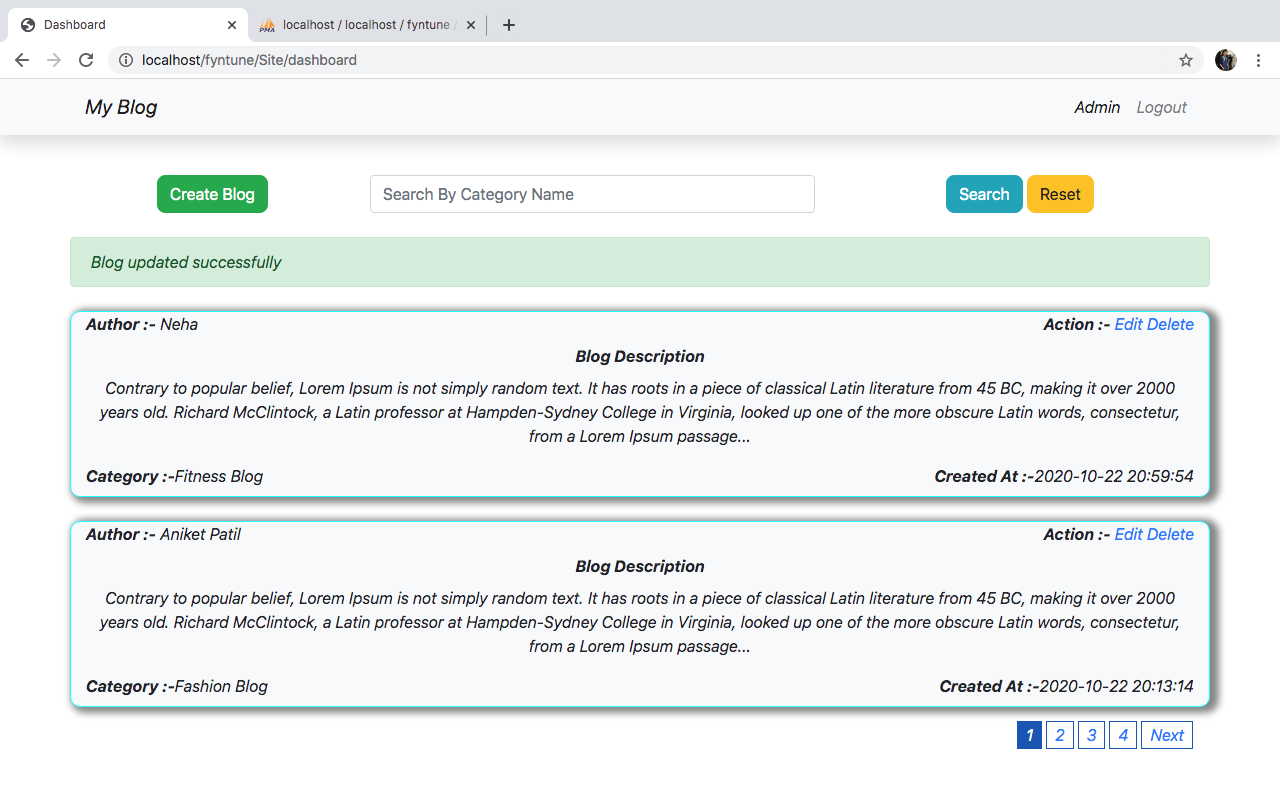 Dashboard
PMA localhost / localhost / fyntune /
localhost/fyntune/Site/dashboard
My Blog
Admin Logout
Create Blog
Search By Category Name
Search Reset
Blog updated successfully
Author :- Neha
Action :- Edit Delete
Blog Description
Contrary to popular belief, Lorem Ipsum is not simply random text. It has roots in a piece of classical Latin literature from 45 BC, making it over 2000
years old. Richard McClintock, a Latin professor at Hampden-Sydney College in Virginia, looked up one of the more obscure Latin words, consectetur,
from a Lorem Ipsum passage...
Category :-Fitness Blog
Created At :-2020-10-22 20:59:54
Author :- Aniket Patil
Action :- Edit Delete
Blog Description
Contrary to popular belief, Lorem Ipsum is not simply random text. It has roots in a piece of classical Latin literature from 45 BC, making it over 2000
years old. Richard McClintock, a Latin professor at Hampden-Sydney College in Virginia, looked up one of the more obscure Latin words, consectetur,
from a Lorem Ipsum passage...
Category :-Fashion Blog
Created At :-2020-10-22 20:13:14
1 2 3 4 Next